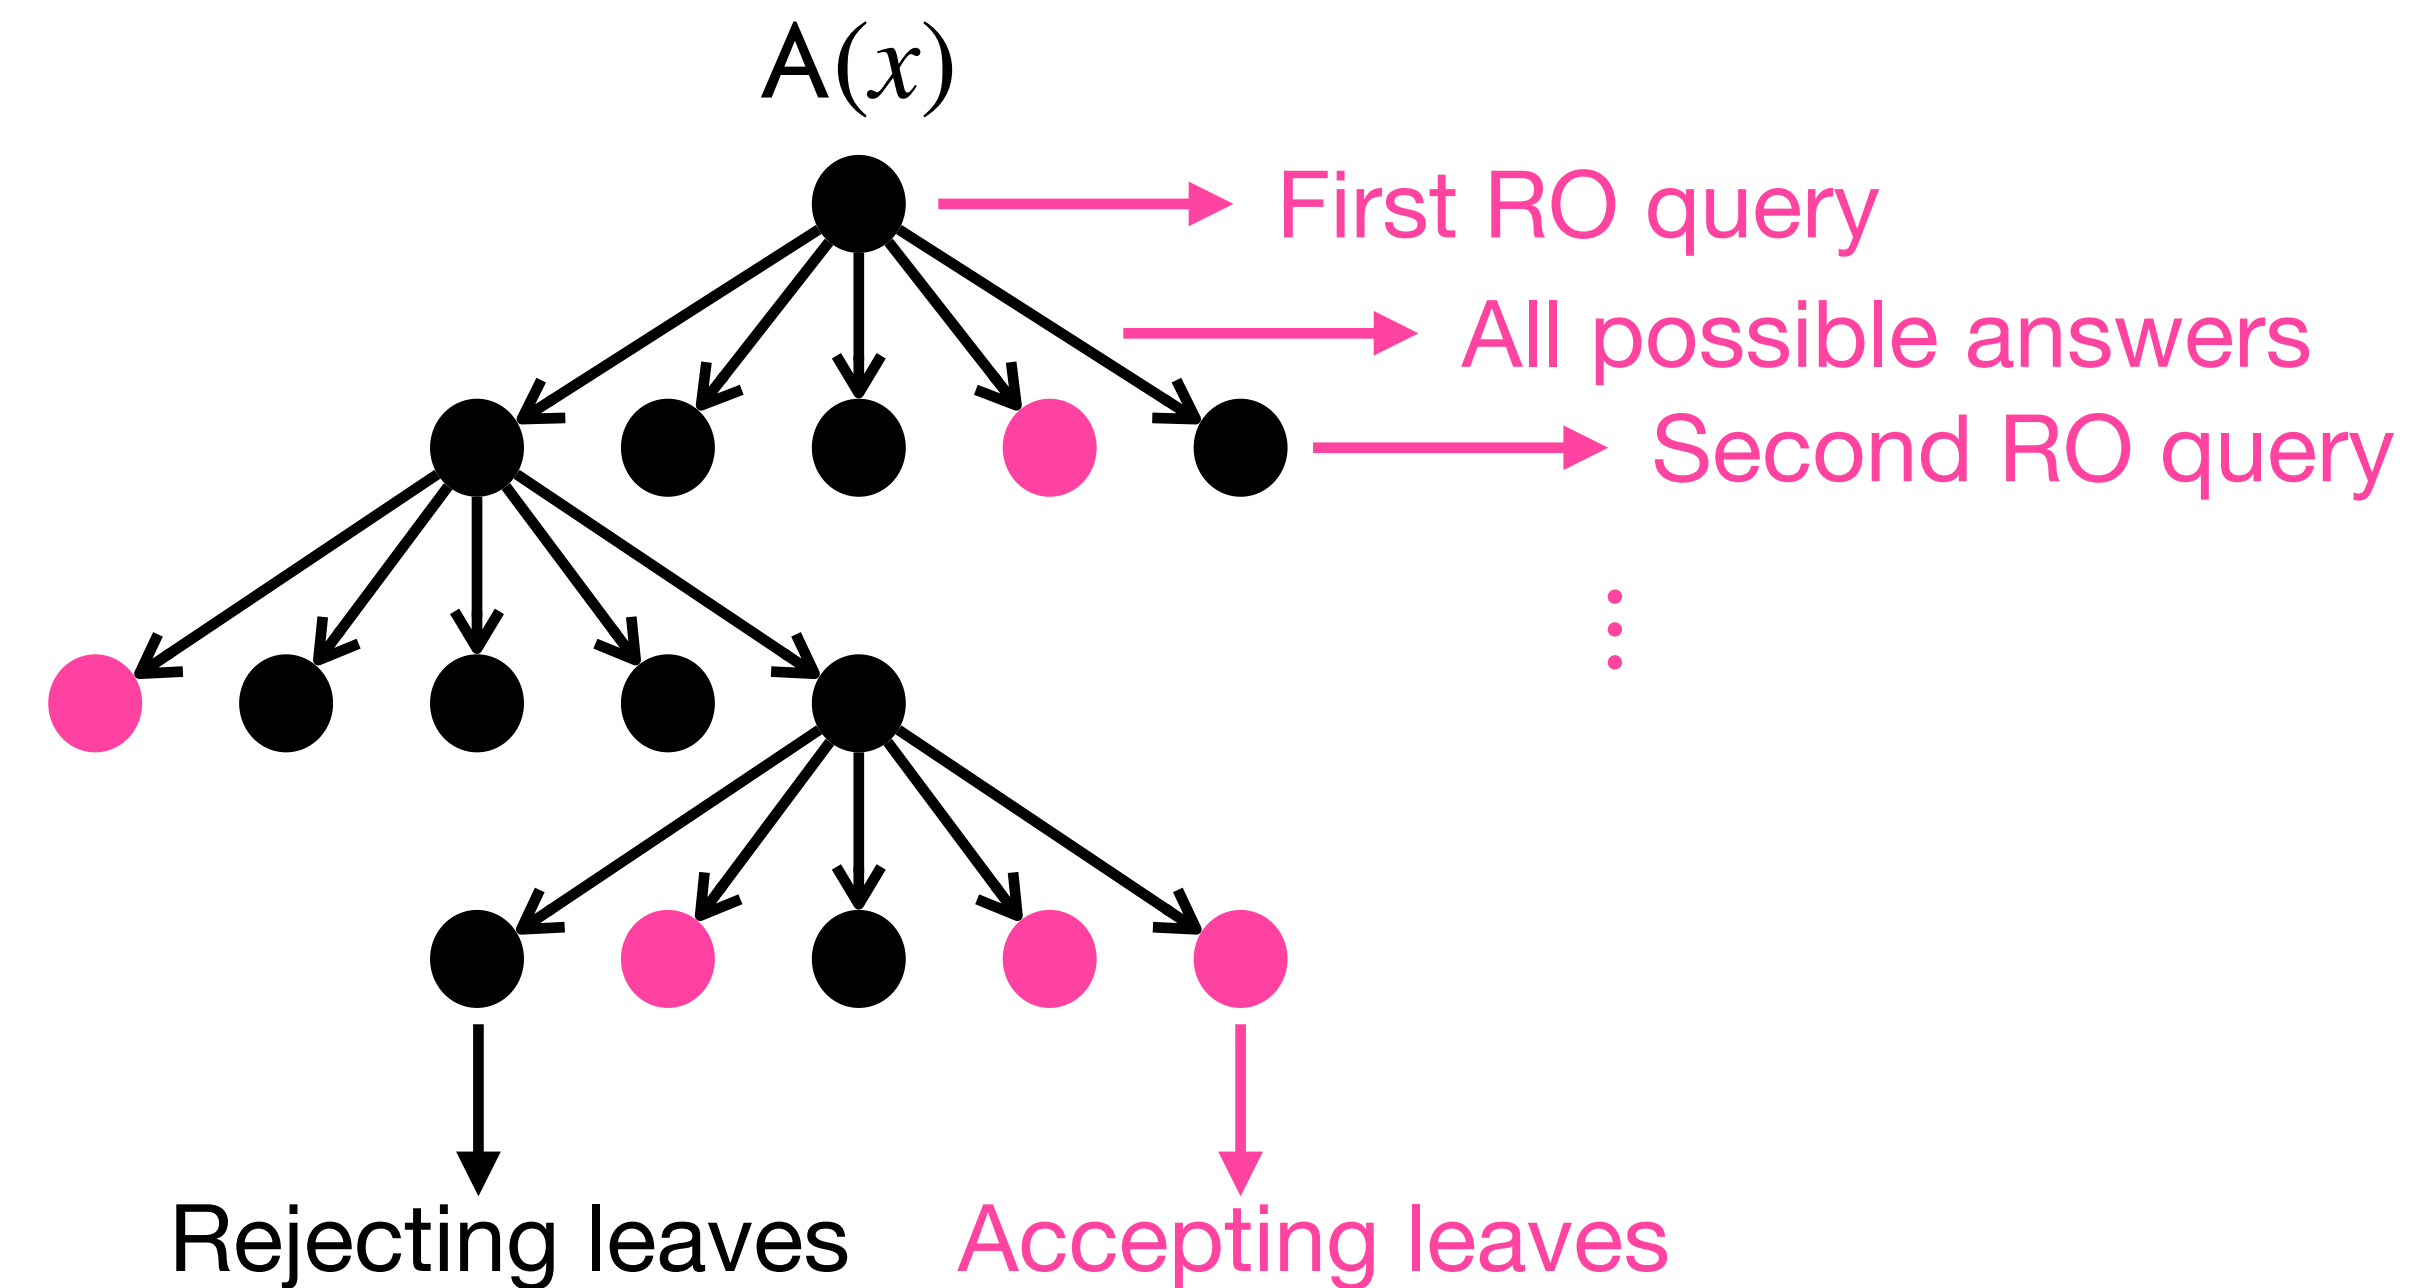 A(x)
First RO query
All possible answers
Second RO query
⋮
Rejecting leaves
Accepting leaves